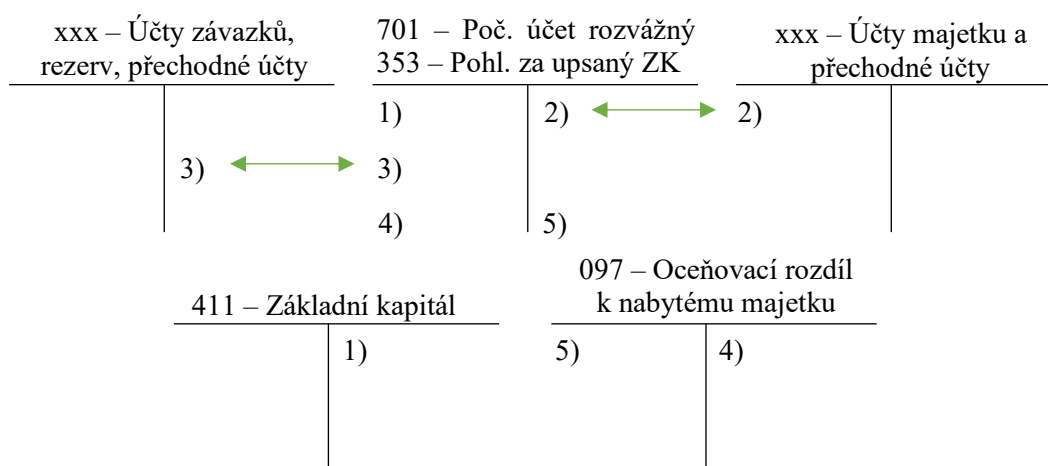 xxx – Účty závazků,
rezerv, přechodné účty
701 – Poč. účet rozvážný
353 – Pohl. za upsaný ZK
xxx – Účty majetku a
přechodné účty
1)
2)
2)
3)
3)
4)
5)
411 – Základní kapitál
097 – Oceňovací rozdíl
k nabytému majetku
1)
5)
4)